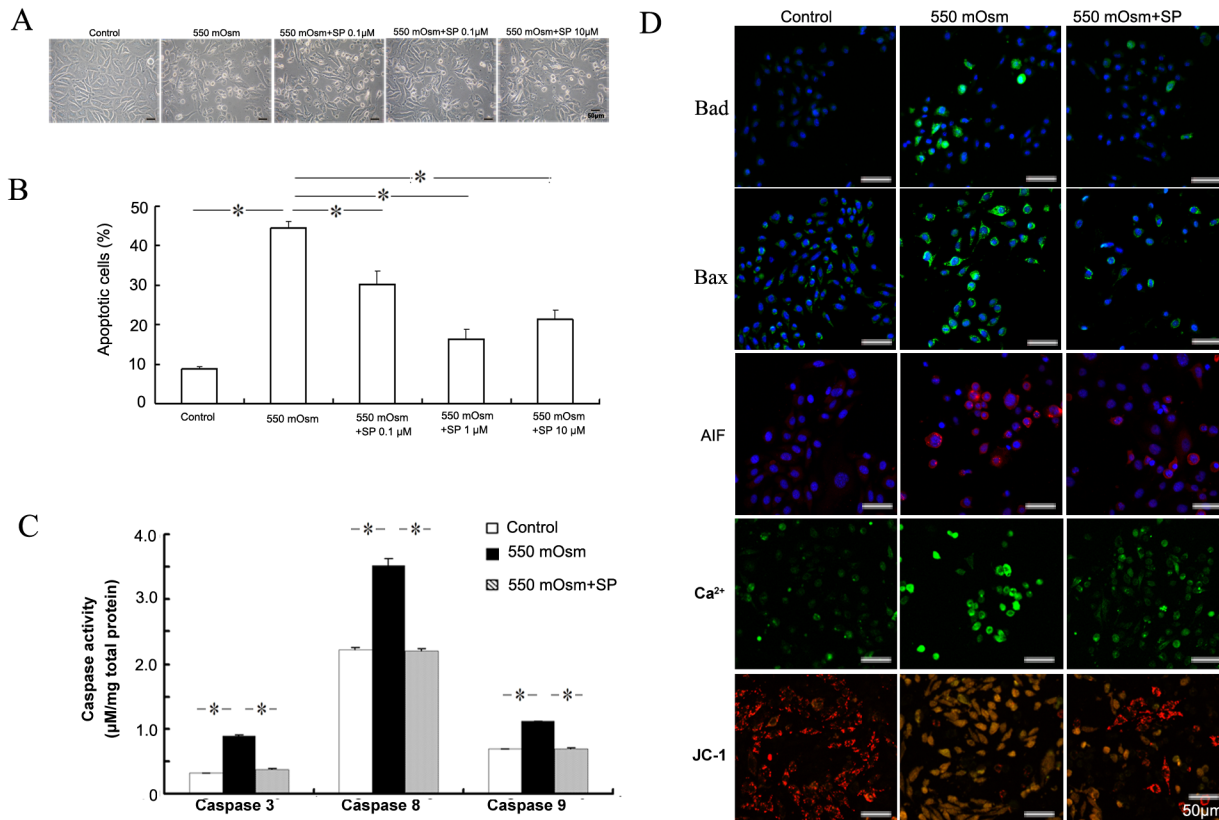 A
Control
550 mOsm
550 mOsm+SP 0.1µM
550 mOsm+SP 0.1µM
550 mOsm+SP 10µM
50µm
B
Apoptotic cells (%)
50
40
30
20
10
0
*
*
*
*
Control
550 mOsm
550 mOsm
+SP 0.1 µM
550 mOsm
+SP 1 µM
550 mOsm
+SP 10 µM
C
Caspase activity
(µM/mg total protein)
4.0
3.0
2.0
1.0
0
* *
* *
* *
Control
550 mOsm
550 mOsm+SP
Caspase 3
Caspase 8
Caspase 9
D
Control
550 mOsm
550 mOsm+SP
Bad
Bax
AIF
Ca²⁺
JC-1
50µm